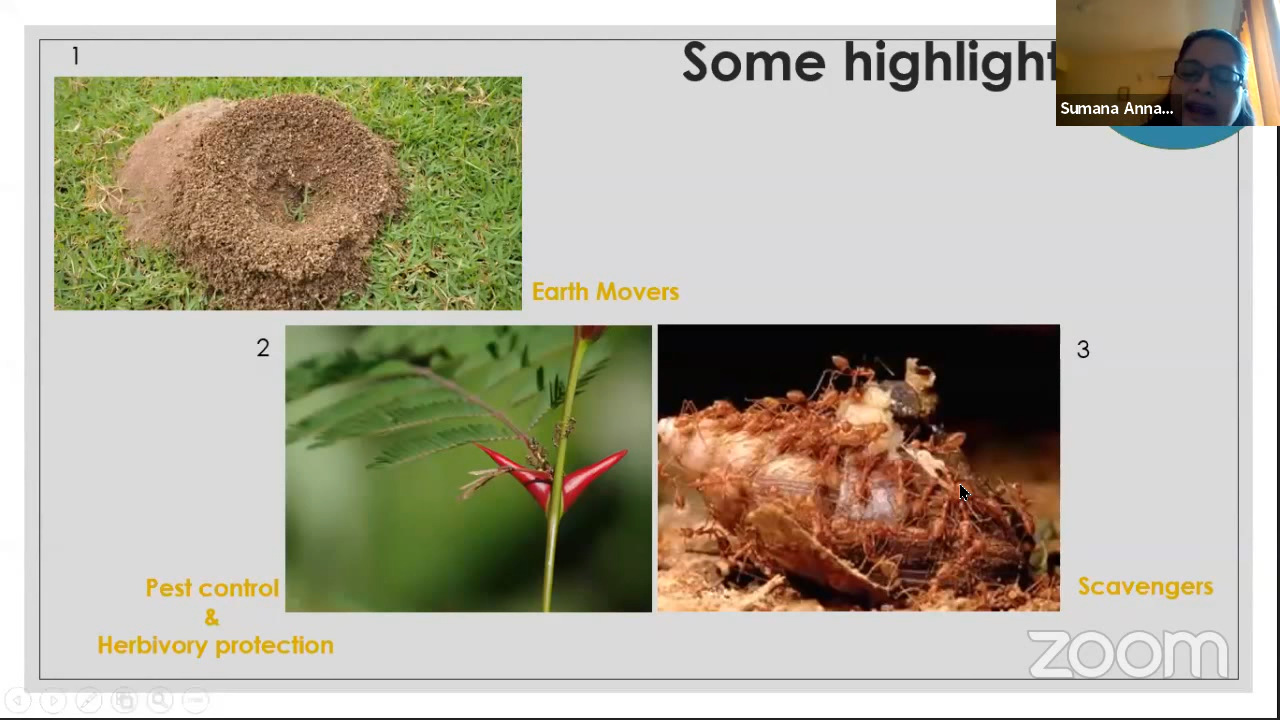 1
Some highlight
Sumana Anna...
Earth Movers
2
3
Pest control
&
Herbivory protection
Scavengers
zoom